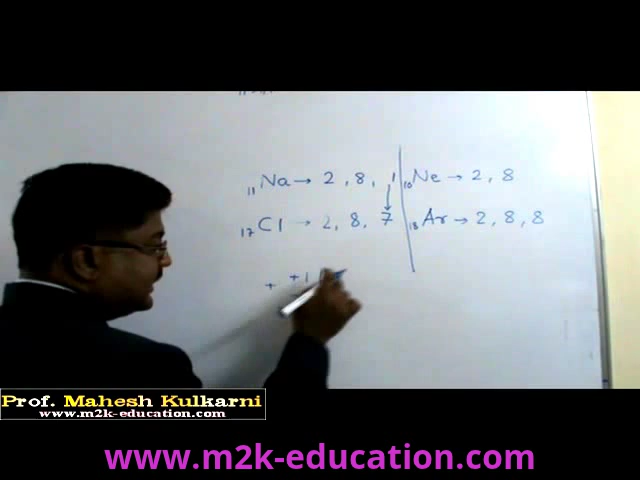 ₁₁Na → 2, 8, 1 ₁₀Ne → 2, 8
₁₇Cl → 2, 8, 7 ₁₈Ar → 2, 8, 8
+ +1
Prof. Mahesh Kulkarni
www.m2k-education.com
www.m2k-education.com